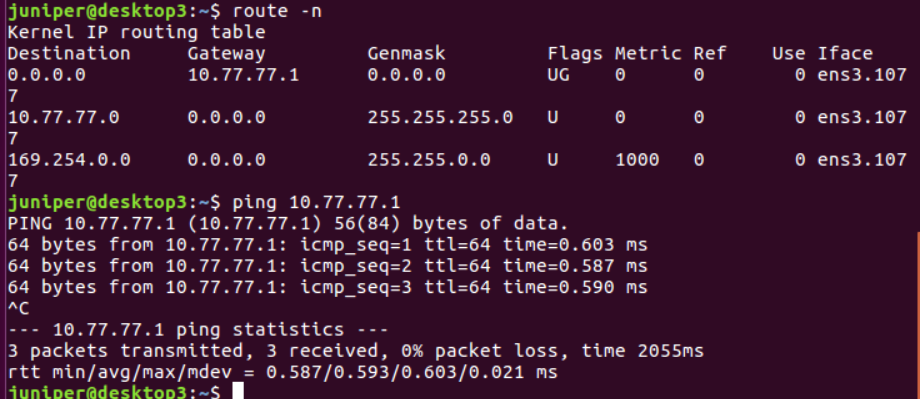 juniper@desktop3:~$ route -n
Kernel IP routing table
Destination     Gateway         Genmask         Flags Metric Ref    Use Iface
0.0.0.0         10.77.77.1      0.0.0.0         UG    0      0        0 ens3.107
7
10.77.77.0      0.0.0.0         255.255.255.0   U     0      0        0 ens3.107
7
169.254.0.0     0.0.0.0         255.255.0.0     U     1000   0        0 ens3.107
7
juniper@desktop3:~$ ping 10.77.77.1
PING 10.77.77.1 (10.77.77.1) 56(84) bytes of data.
64 bytes from 10.77.77.1: icmp_seq=1 ttl=64 time=0.603 ms
64 bytes from 10.77.77.1: icmp_seq=2 ttl=64 time=0.587 ms
64 bytes from 10.77.77.1: icmp_seq=3 ttl=64 time=0.590 ms
^C
--- 10.77.77.1 ping statistics ---
3 packets transmitted, 3 received, 0% packet loss, time 2055ms
rtt min/avg/max/mdev = 0.587/0.593/0.603/0.021 ms
juniper@desktop3:~$